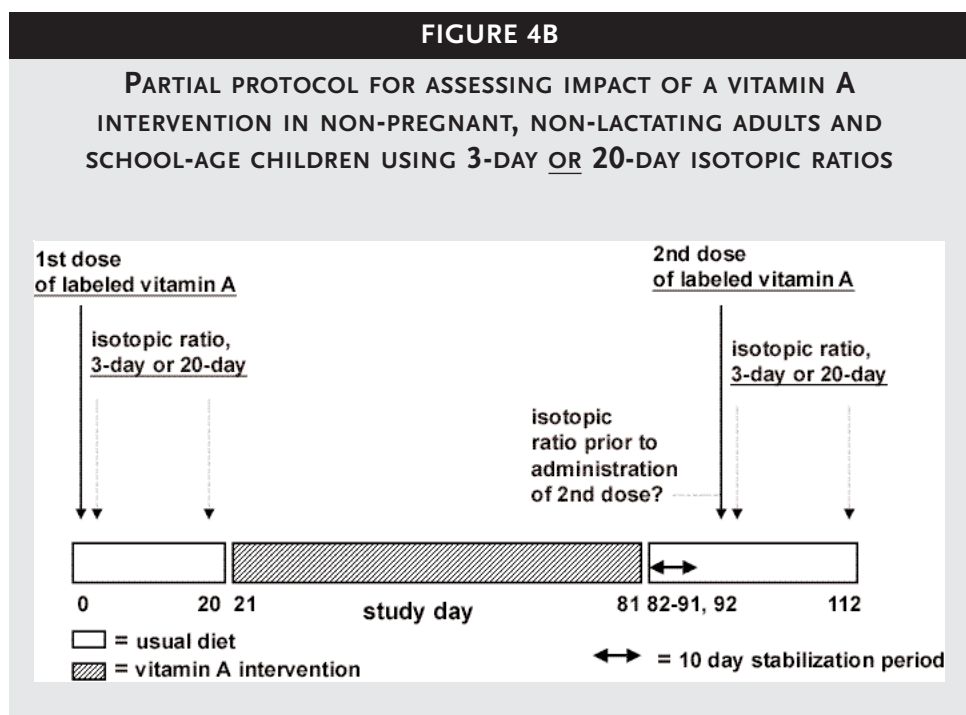 FIGURE 4B
PARTIAL PROTOCOL FOR ASSESSING IMPACT OF A VITAMIN A
INTERVENTION IN NON-PREGNANT, NON-LACTATING ADULTS AND
SCHOOL-AGE CHILDREN USING 3-DAY OR 20-DAY ISOTOPIC RATIOS
1st dose
of labeled vitamin A
isotopic ratio,
3-day or 20-day
2nd dose
of labeled vitamin A
isotopic ratio,
3-day or 20-day
isotopic
ratio prior to
administration
of 2nd dose?
0 20 21 study day 81 82-91, 92 112
= usual diet
= vitamin A intervention
= 10 day stabilization period